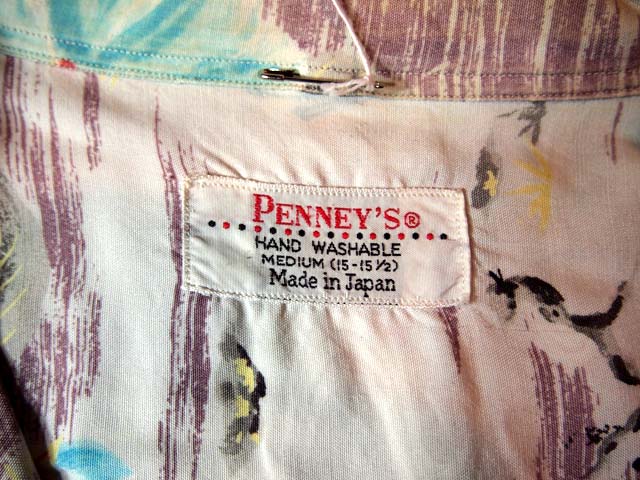 PENNEY'S®
HAND WASHABLE
MEDIUM (15-15½)
Made in Japan